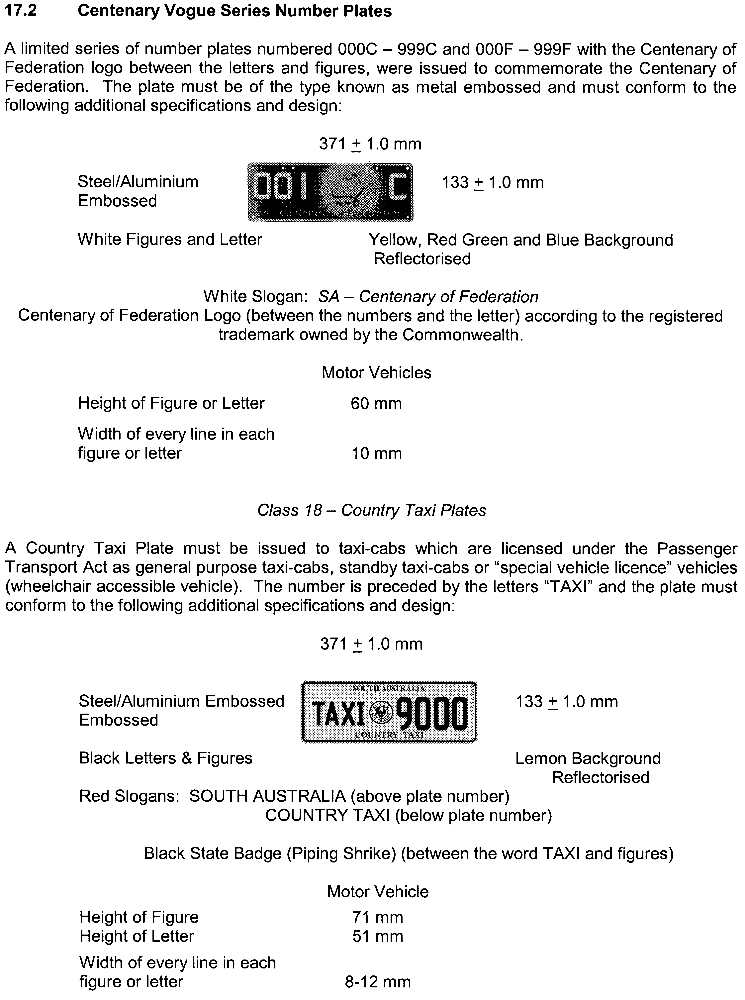 17.2 Centenary Vogue Series Number Plates
A limited series of number plates numbered 000C – 999C and 000F – 999F with the Centenary of
Federation logo between the letters and figures, were issued to commemorate the Centenary of
Federation. The plate must be of the type known as metal embossed and must conform to the
following additional specifications and design:
371 ± 1.0 mm
Steel/Aluminium
Embossed
001 C
SA - Centenary of Federation
133 ± 1.0 mm
White Figures and Letter
Yellow, Red Green and Blue Background
Reflectorised
White Slogan: SA – Centenary of Federation
Centenary of Federation Logo (between the numbers and the letter) according to the registered
trademark owned by the Commonwealth.
Motor Vehicles
Height of Figure or Letter 60 mm
Width of every line in each
figure or letter 10 mm
Class 18 – Country Taxi Plates
A Country Taxi Plate must be issued to taxi-cabs which are licensed under the Passenger
Transport Act as general purpose taxi-cabs, standby taxi-cabs or “special vehicle licence” vehicles
(wheelchair accessible vehicle). The number is preceded by the letters “TAXI” and the plate must
conform to the following additional specifications and design:
371 ± 1.0 mm
Steel/Aluminium Embossed
Embossed
SOUTH AUSTRALIA
TAXI SOUTH AUSTRALIA 9000
COUNTRY TAXI
133 ± 1.0 mm
Black Letters & Figures
Lemon Background
Reflectorised
Red Slogans: SOUTH AUSTRALIA (above plate number)
COUNTRY TAXI (below plate number)
Black State Badge (Piping Shrike) (between the word TAXI and figures)
Motor Vehicle
Height of Figure 71 mm
Height of Letter 51 mm
Width of every line in each
figure or letter 8-12 mm